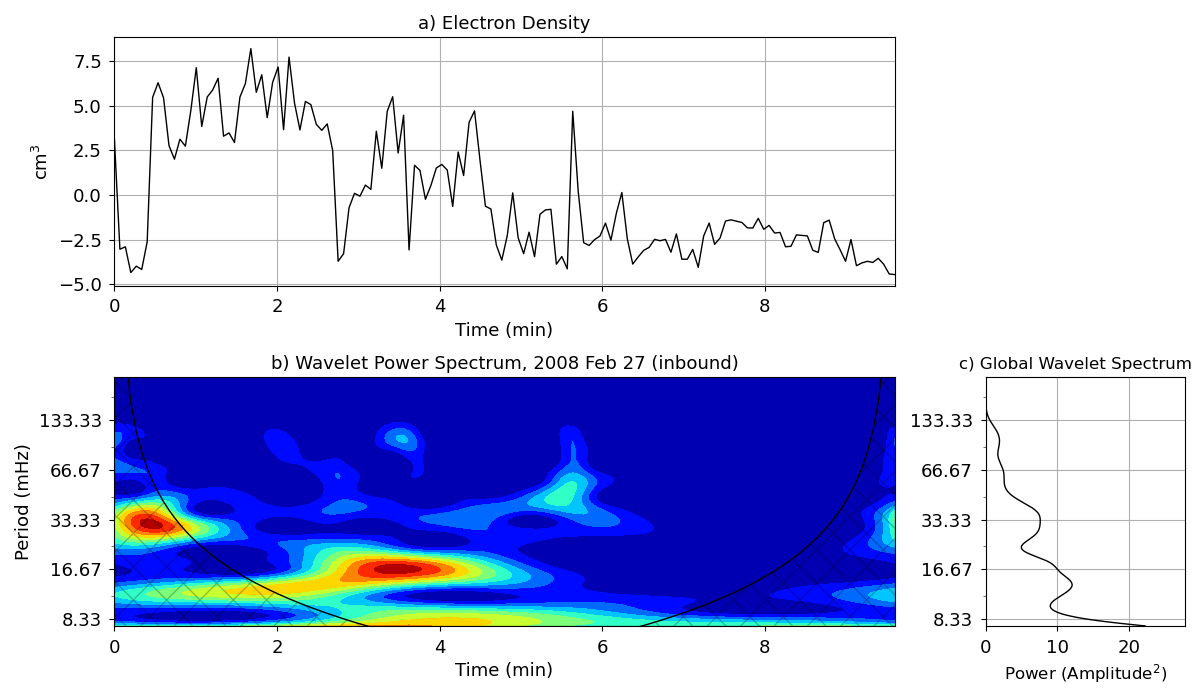 a) Electron Density
7.5
5.0
2.5
0.0
−2.5
−5.0
cm³
0 2 4 6 8
Time (min)
b) Wavelet Power Spectrum, 2008 Feb 27 (inbound)
133.33
66.67
33.33
16.67
8.33
Period (mHz)
0 2 4 6 8
Time (min)
c) Global Wavelet Spectrum
133.33
66.67
33.33
16.67
8.33
0 10 20
Power (Amplitude²)